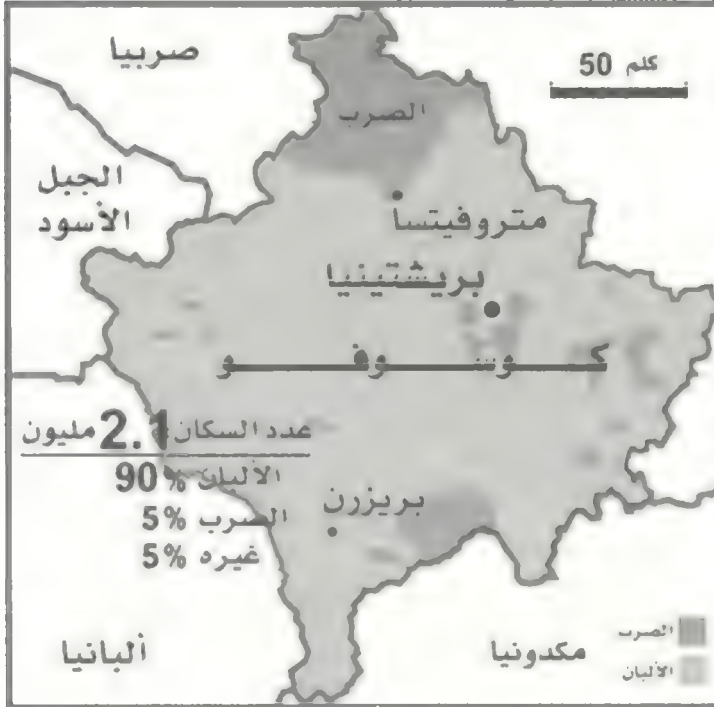 صربيا
50 كلم
الصرب
الجبل
الأسود
متروفيتسا
بريشتينيا
كوسوفو
عدد السكان 2.1 مليون
الألبان 90%
الصرب 5%
غيره 5%
بريزرن
الصرب
الألبان
مكدونيا
ألبانيا